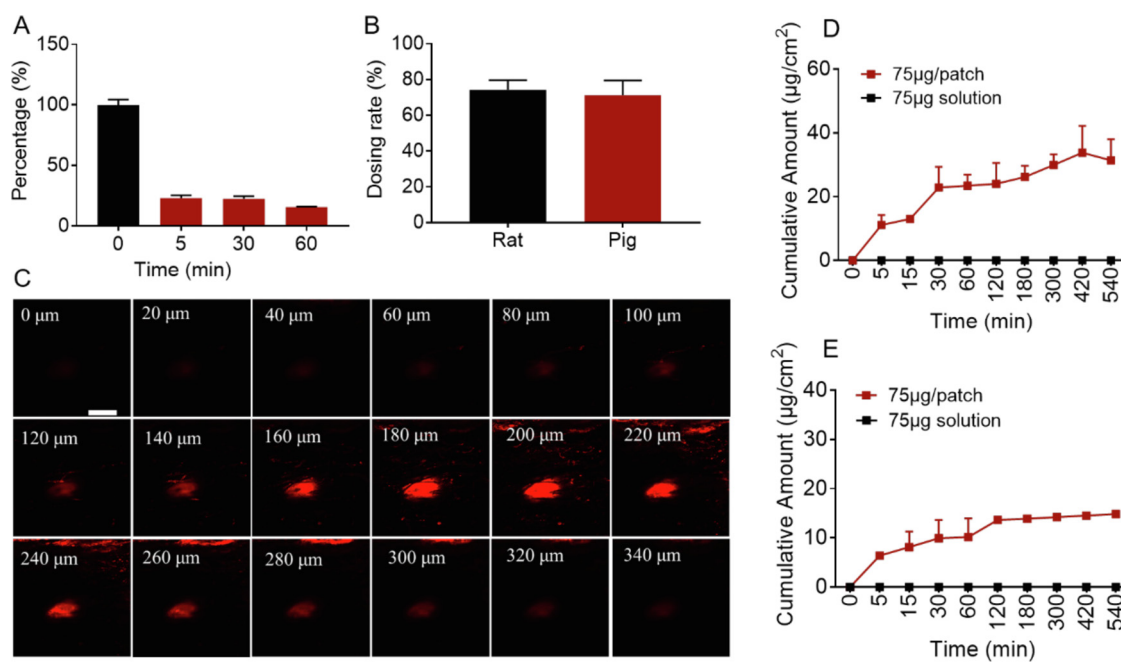 A
Percentage (%)
150
100
50
0
0 5 30 60
Time (min)
B
Dosing rate (%)
100
80
60
40
20
0
Rat Pig
C
0 μm 20 μm 40 μm 60 μm 80 μm 100 μm
120 μm 140 μm 160 μm 180 μm 200 μm 220 μm
240 μm 260 μm 280 μm 300 μm 320 μm 340 μm
D
Cumulative Amount (μg/cm²)
60
40
20
0
75μg/patch
75μg solution
0 5 15 30 60 120 180 300 420 540
Time (min)
E
Cumulative Amount (μg/cm²)
40
30
20
10
0
75μg/patch
75μg solution
0 5 15 30 60 120 180 300 420 540
Time (min)